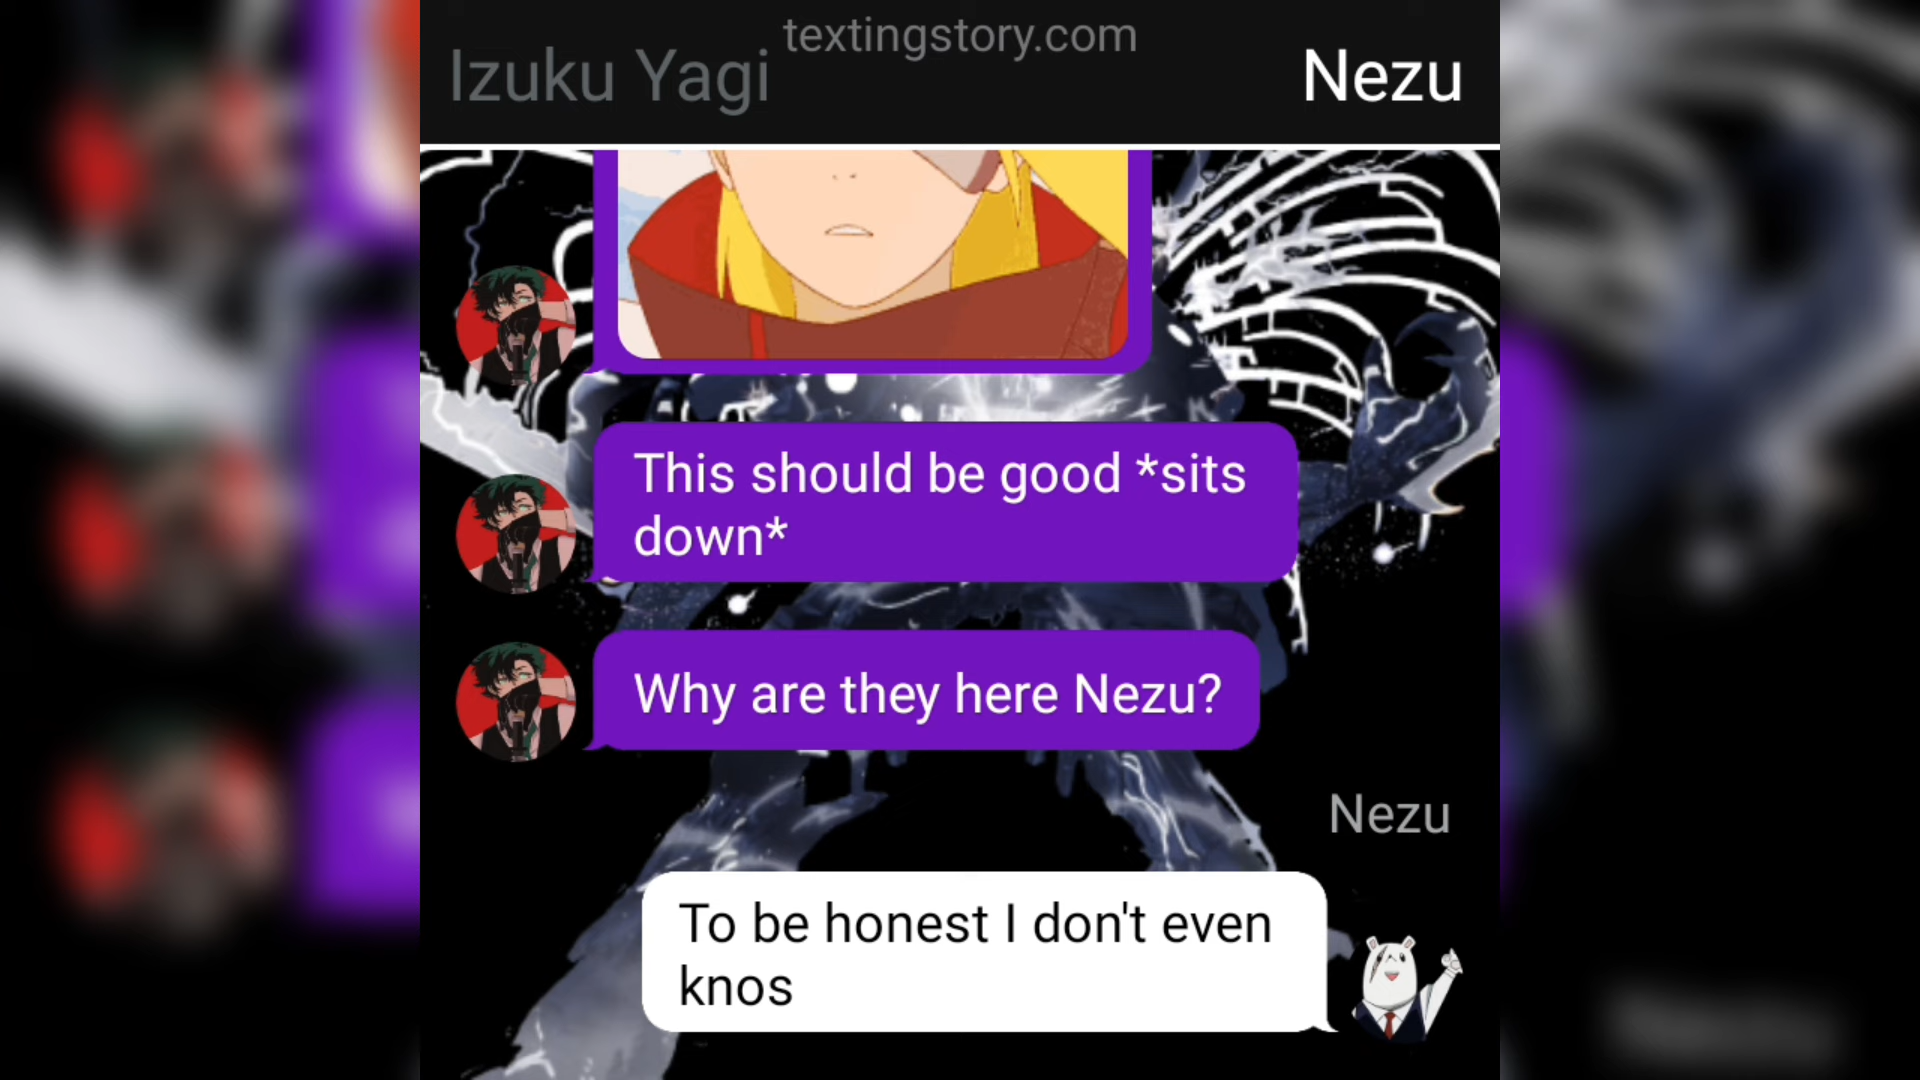 textingstory.com
Izuku Yagi
Nezu
This should be good *sits
down*
Why are they here Nezu?
Nezu
To be honest I don't even
knos